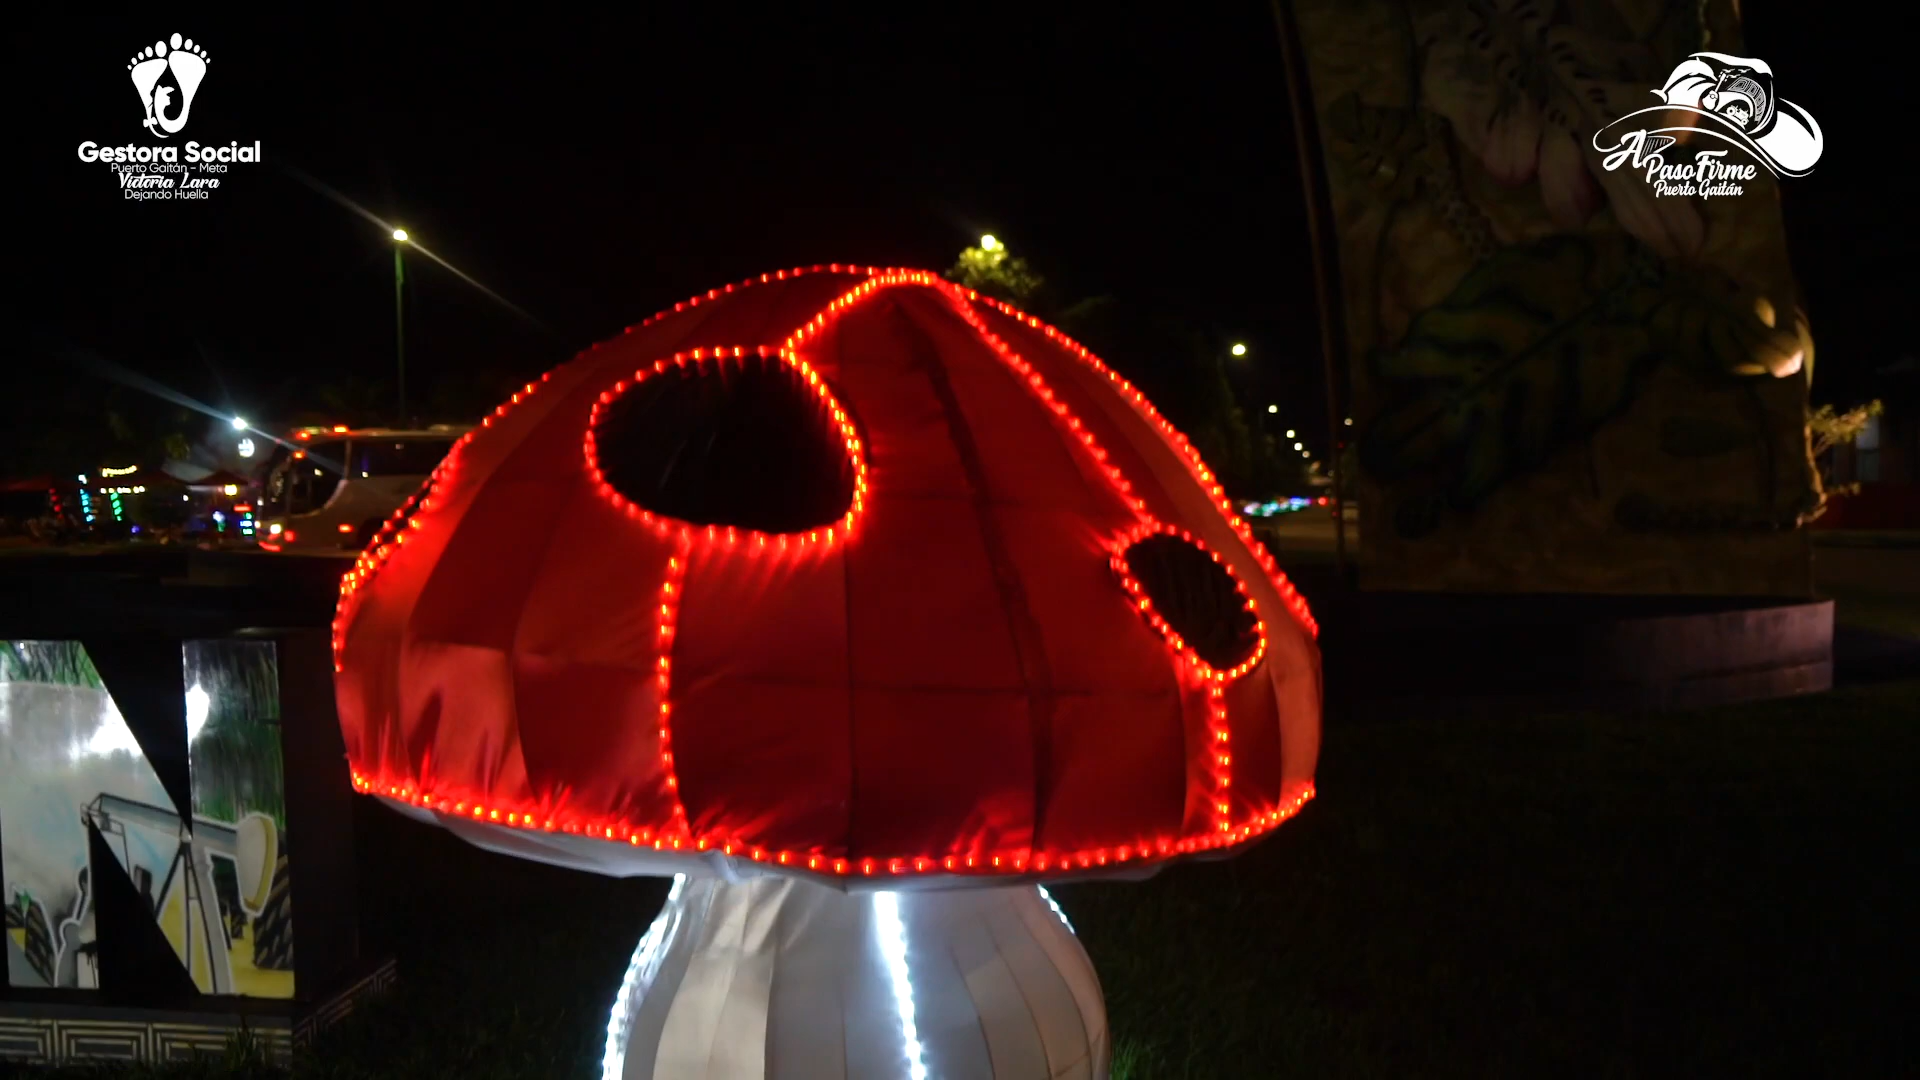 Gestora Social
Puerto Gaitán - Meta
Victoria Lara
Dejando Huella
A Paso Firme
Puerto Gaitán
N